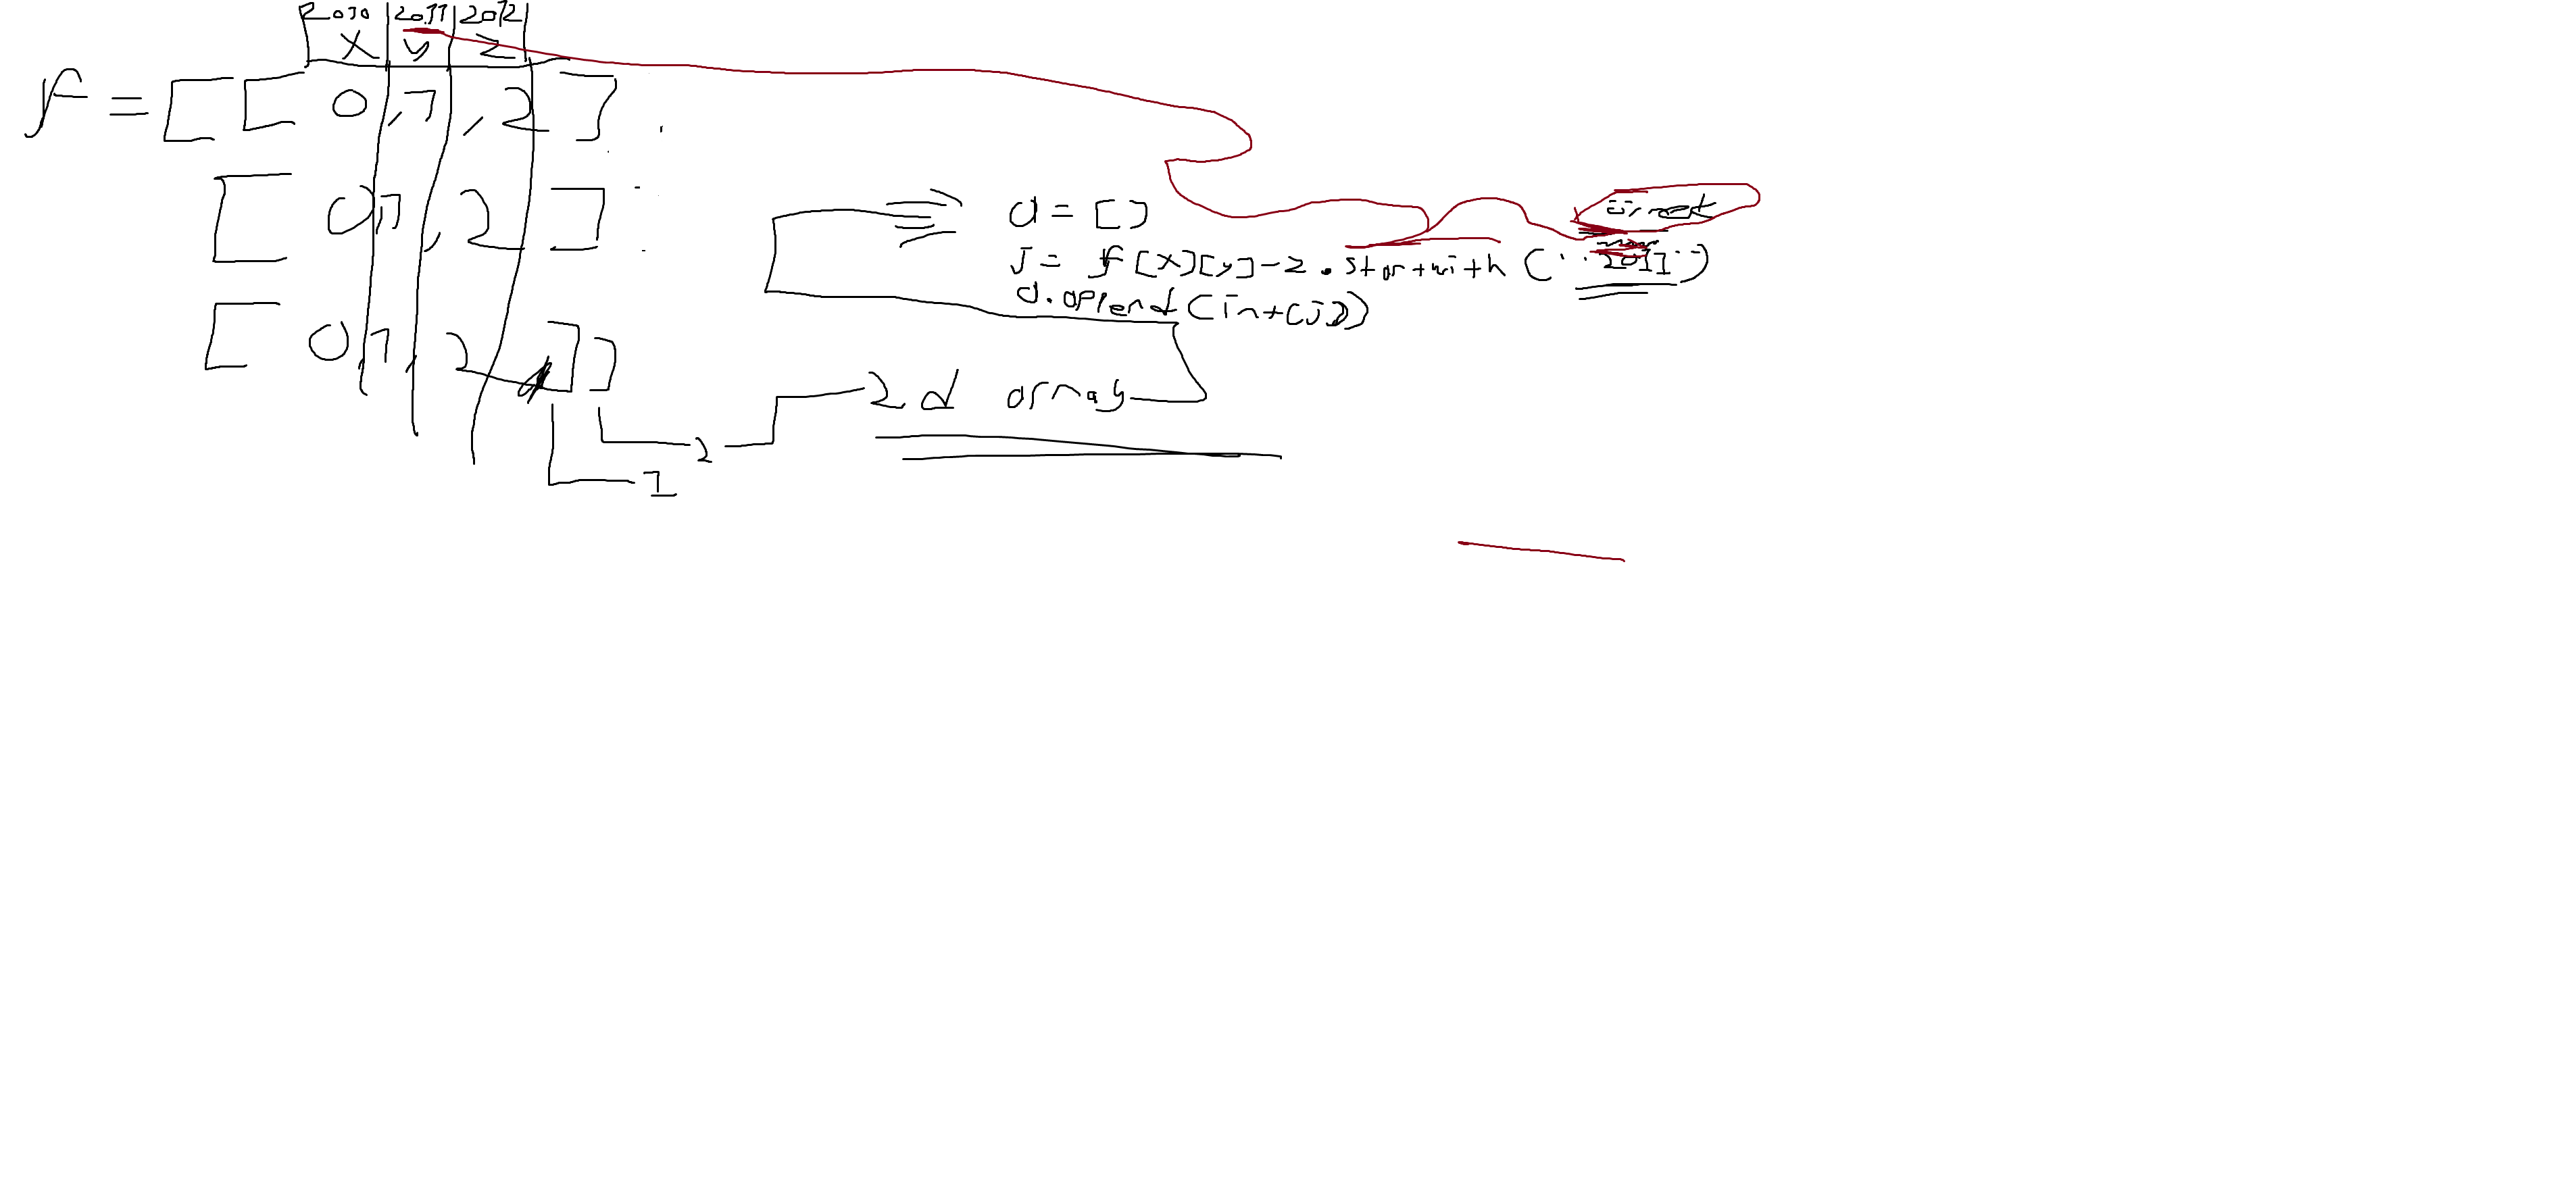 2010 2011 2012
x y z
f = [[0,1,2]
[0,1,2]
[0,1,2]]
d = []
j = f[x][y]-2.startwith("2011")
d.append(int(j))
2d array
2
1